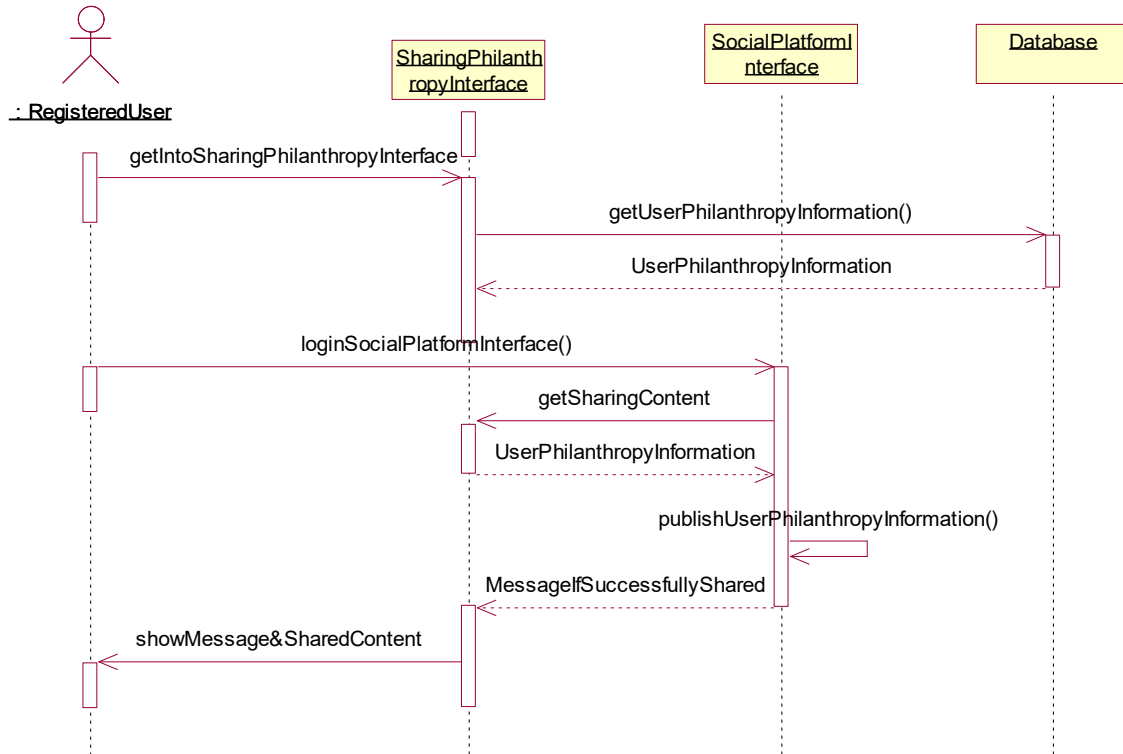 : RegisteredUser
SharingPhilanth
ropyInterface
SocialPlatformI
nterface
Database
getIntoSharingPhilanthropyInterface
getUserPhilanthropyInformation()
UserPhilanthropyInformation
loginSocialPlatformInterface()
getSharingContent
UserPhilanthropyInformation
publishUserPhilanthropyInformation()
MessageIfSuccessfullyShared
showMessage&SharedContent